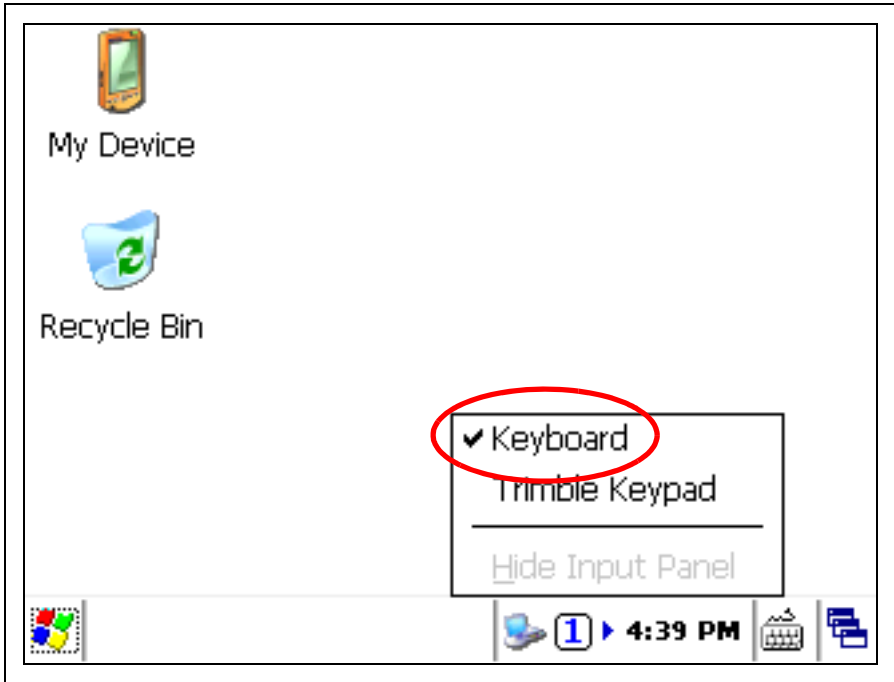 My Device
Recycle Bin
Keyboard
Trimble Keypad
Hide Input Panel
1 4:39 PM